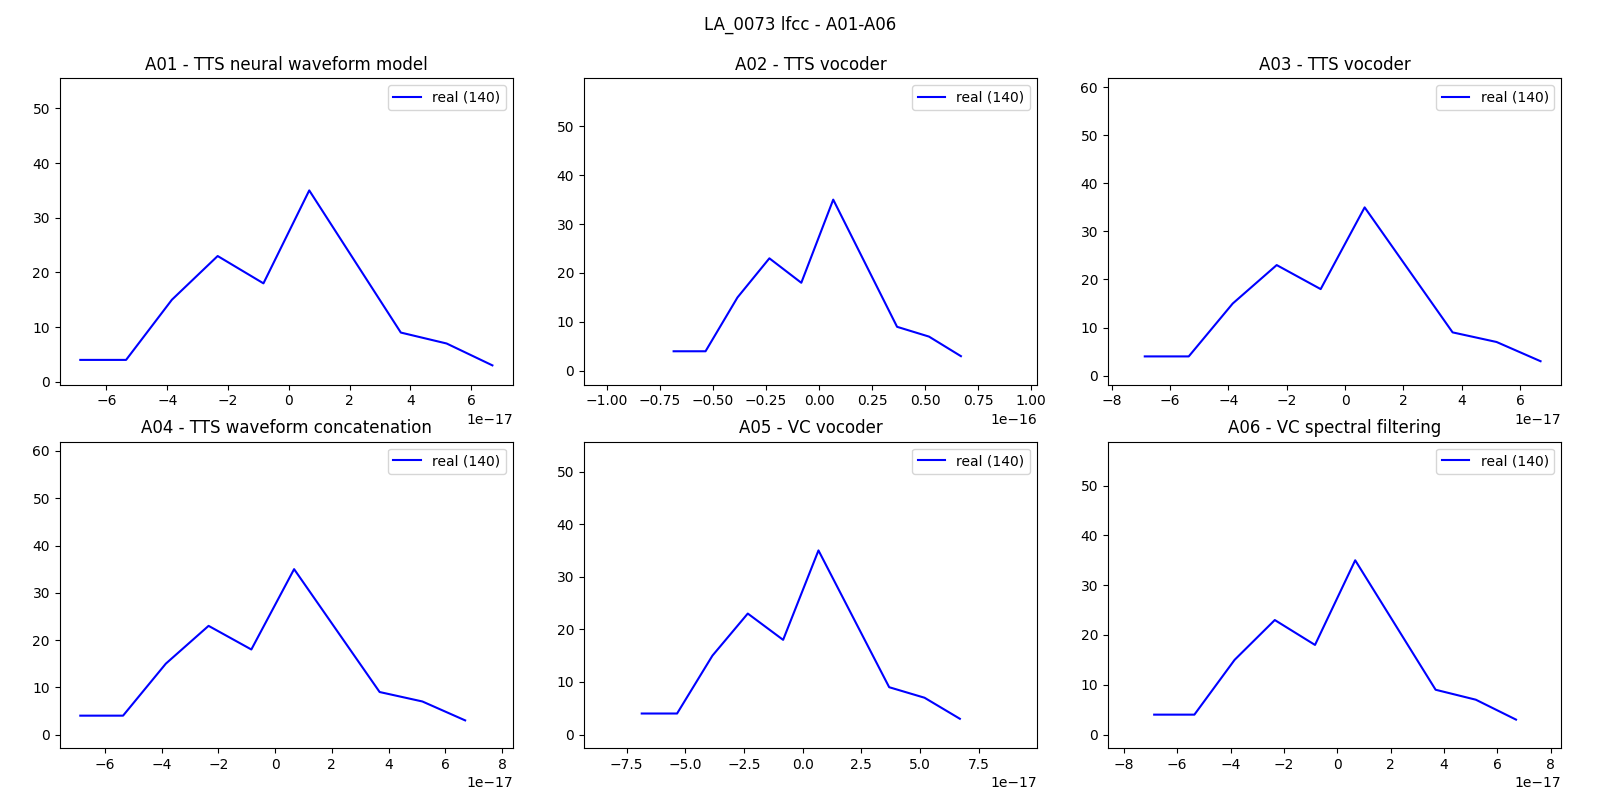 LA_0073 lfcc - A01-A06
A01 - TTS neural waveform model
real (140)
50
40
30
20
10
0
−6 −4 −2 0 2 4 6
1e−17
A02 - TTS vocoder
real (140)
50
40
30
20
10
0
−1.00 −0.75 −0.50 −0.25 0.00 0.25 0.50 0.75 1.00
1e−16
A03 - TTS vocoder
real (140)
60
50
40
30
20
10
0
−8 −6 −4 −2 0 2 4 6
1e−17
A04 - TTS waveform concatenation
real (140)
60
50
40
30
20
10
0
−6 −4 −2 0 2 4 6 8
1e−17
A05 - VC vocoder
real (140)
50
40
30
20
10
0
−7.5 −5.0 −2.5 0.0 2.5 5.0 7.5
1e−17
A06 - VC spectral filtering
real (140)
50
40
30
20
10
0
−8 −6 −4 −2 0 2 4 6 8
1e−17